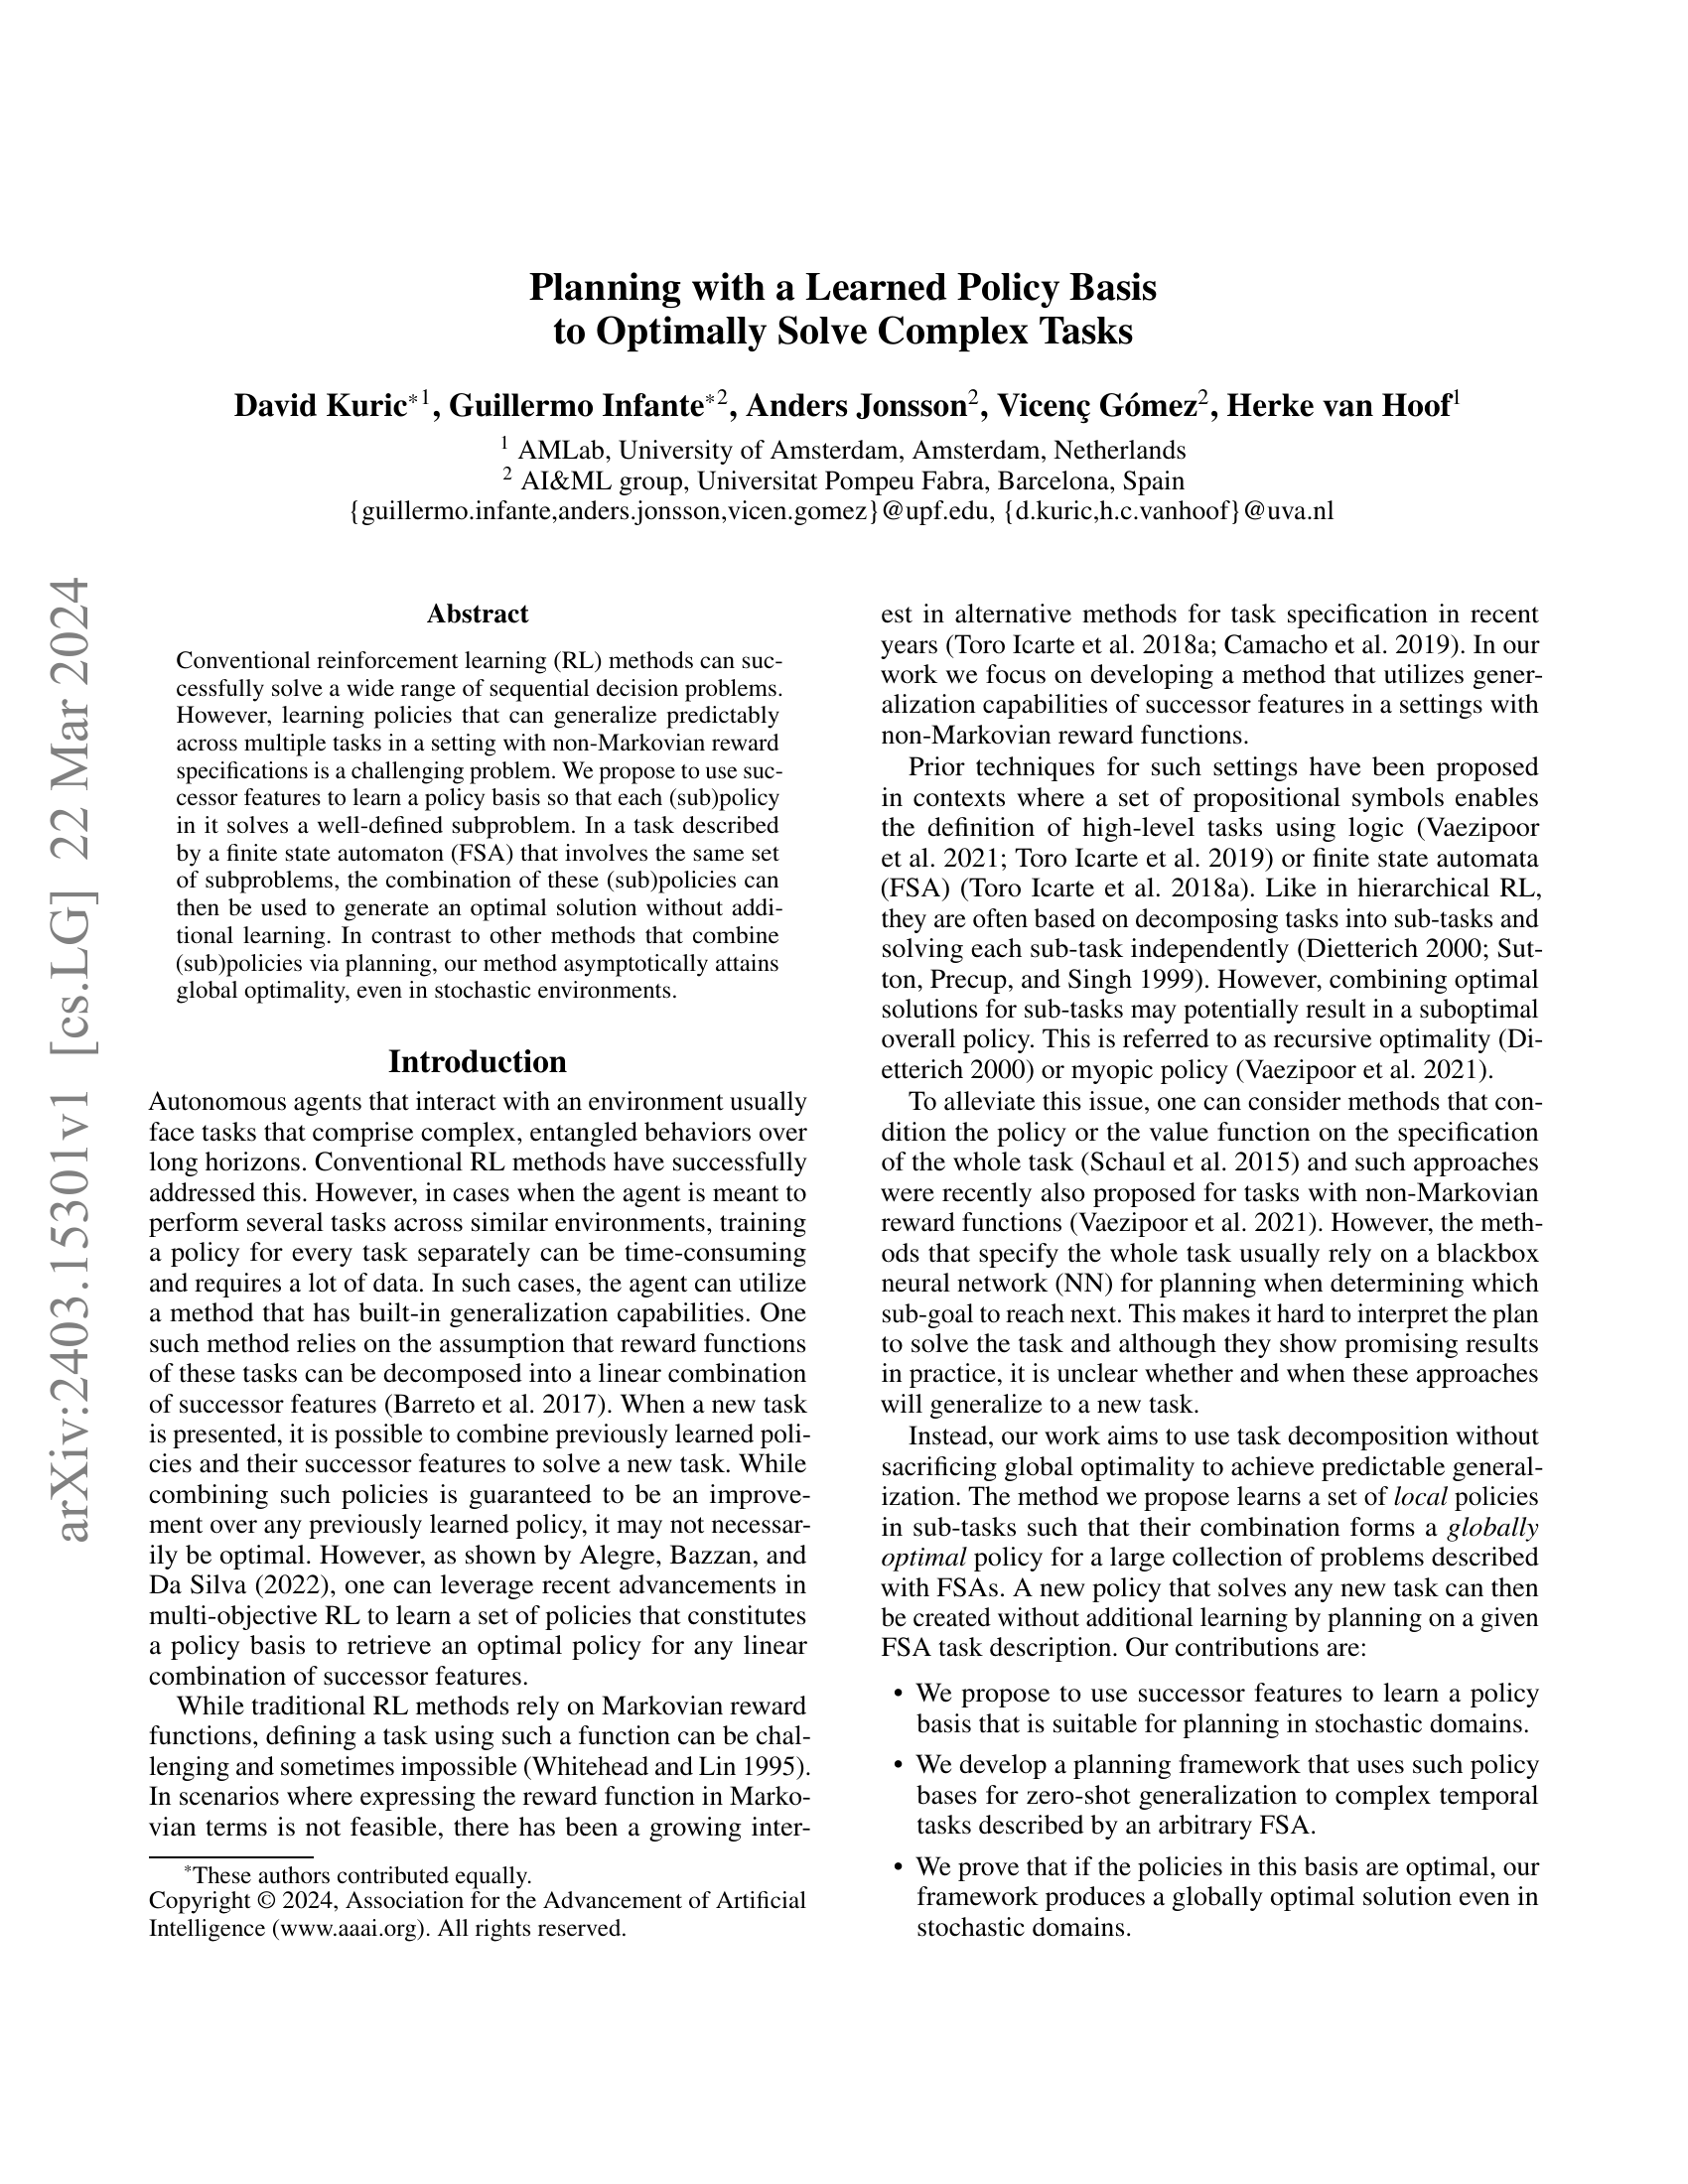 Planning with a Learned Policy Basis
to Optimally Solve Complex Tasks
David Kuric*1, Guillermo Infante*2, Anders Jonsson2, Vicenç Gómez2, Herke van Hoof1
1 AMLab, University of Amsterdam, Amsterdam, Netherlands
2 AI&ML group, Universitat Pompeu Fabra, Barcelona, Spain
{guillermo.infante,anders.jonsson,vicen.gomez}@upf.edu, {d.kuric,h.c.vanhoof}@uva.nl
arXiv:2403.15301v1 [cs.LG] 22 Mar 2024
Abstract
Conventional reinforcement learning (RL) methods can suc-
cessfully solve a wide range of sequential decision problems.
However, learning policies that can generalize predictably
across multiple tasks in a setting with non-Markovian reward
specifications is a challenging problem. We propose to use suc-
cessor features to learn a policy basis so that each (sub)policy
in it solves a well-defined subproblem. In a task described
by a finite state automaton (FSA) that involves the same set
of subproblems, the combination of these (sub)policies can
then be used to generate an optimal solution without addi-
tional learning. In contrast to other methods that combine
(sub)policies via planning, our method asymptotically attains
global optimality, even in stochastic environments.
Introduction
Autonomous agents that interact with an environment usually
face tasks that comprise complex, entangled behaviors over
long horizons. Conventional RL methods have successfully
addressed this. However, in cases when the agent is meant to
perform several tasks across similar environments, training
a policy for every task separately can be time-consuming
and requires a lot of data. In such cases, the agent can utilize
a method that has built-in generalization capabilities. One
such method relies on the assumption that reward functions
of these tasks can be decomposed into a linear combination
of successor features (Barreto et al. 2017). When a new task
is presented, it is possible to combine previously learned poli-
cies and their successor features to solve a new task. While
combining such policies is guaranteed to be an improve-
ment over any previously learned policy, it may not necessar-
ily be optimal. However, as shown by Alegre, Bazzan, and
Da Silva (2022), one can leverage recent advancements in
multi-objective RL to learn a set of policies that constitutes
a policy basis to retrieve an optimal policy for any linear
combination of successor features.
While traditional RL methods rely on Markovian reward
functions, defining a task using such a function can be chal-
lenging and sometimes impossible (Whitehead and Lin 1995).
In scenarios where expressing the reward function in Marko-
vian terms is not feasible, there has been a growing inter-
*These authors contributed equally.
Copyright © 2024, Association for the Advancement of Artificial
Intelligence (www.aaai.org). All rights reserved.
est in alternative methods for task specification in recent
years (Toro Icarte et al. 2018a; Camacho et al. 2019). In our
work we focus on developing a method that utilizes gener-
alization capabilities of successor features in a settings with
non-Markovian reward functions.
Prior techniques for such settings have been proposed
in contexts where a set of propositional symbols enables
the definition of high-level tasks using logic (Vaezipoor
et al. 2021; Toro Icarte et al. 2019) or finite state automata
(FSA) (Toro Icarte et al. 2018a). Like in hierarchical RL,
they are often based on decomposing tasks into sub-tasks and
solving each sub-task independently (Dietterich 2000; Sut-
ton, Precup, and Singh 1999). However, combining optimal
solutions for sub-tasks may potentially result in a suboptimal
overall policy. This is referred to as recursive optimality (Di-
etterich 2000) or myopic policy (Vaezipoor et al. 2021).
To alleviate this issue, one can consider methods that con-
dition the policy or the value function on the specification
of the whole task (Schaul et al. 2015) and such approaches
were recently also proposed for tasks with non-Markovian
reward functions (Vaezipoor et al. 2021). However, the meth-
ods that specify the whole task usually rely on a blackbox
neural network (NN) for planning when determining which
sub-goal to reach next. This makes it hard to interpret the plan
to solve the task and although they show promising results
in practice, it is unclear whether and when these approaches
will generalize to a new task.
Instead, our work aims to use task decomposition without
sacrificing global optimality to achieve predictable general-
ization. The method we propose learns a set of local policies
in sub-tasks such that their combination forms a globally
optimal policy for a large collection of problems described
with FSAs. A new policy that solves any new task can then
be created without additional learning by planning on a given
FSA task description. Our contributions are:
• We propose to use successor features to learn a policy
basis that is suitable for planning in stochastic domains.
• We develop a planning framework that uses such policy
bases for zero-shot generalization to complex temporal
tasks described by an arbitrary FSA.
• We prove that if the policies in this basis are optimal, our
framework produces a globally optimal solution even in
stochastic domains.